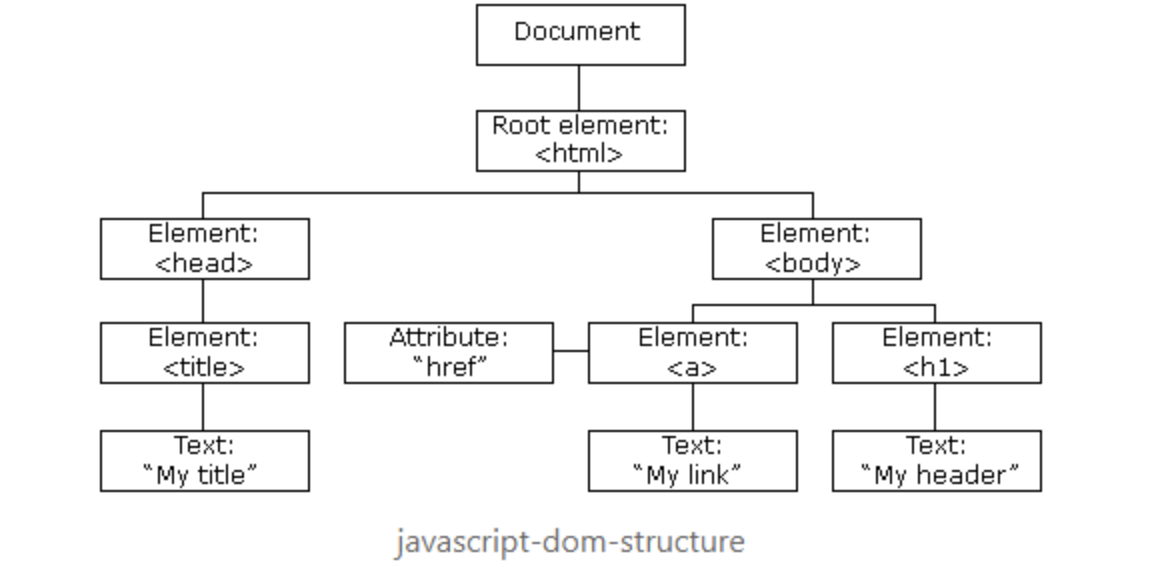 Document
Root element:
<html>
Element:
<head>
Element:
<body>
Element:
<title>
Attribute:
“href”
Element:
<a>
Element:
<h1>
Text:
“My title”
Text:
“My link”
Text:
“My header”
javascript-dom-structure